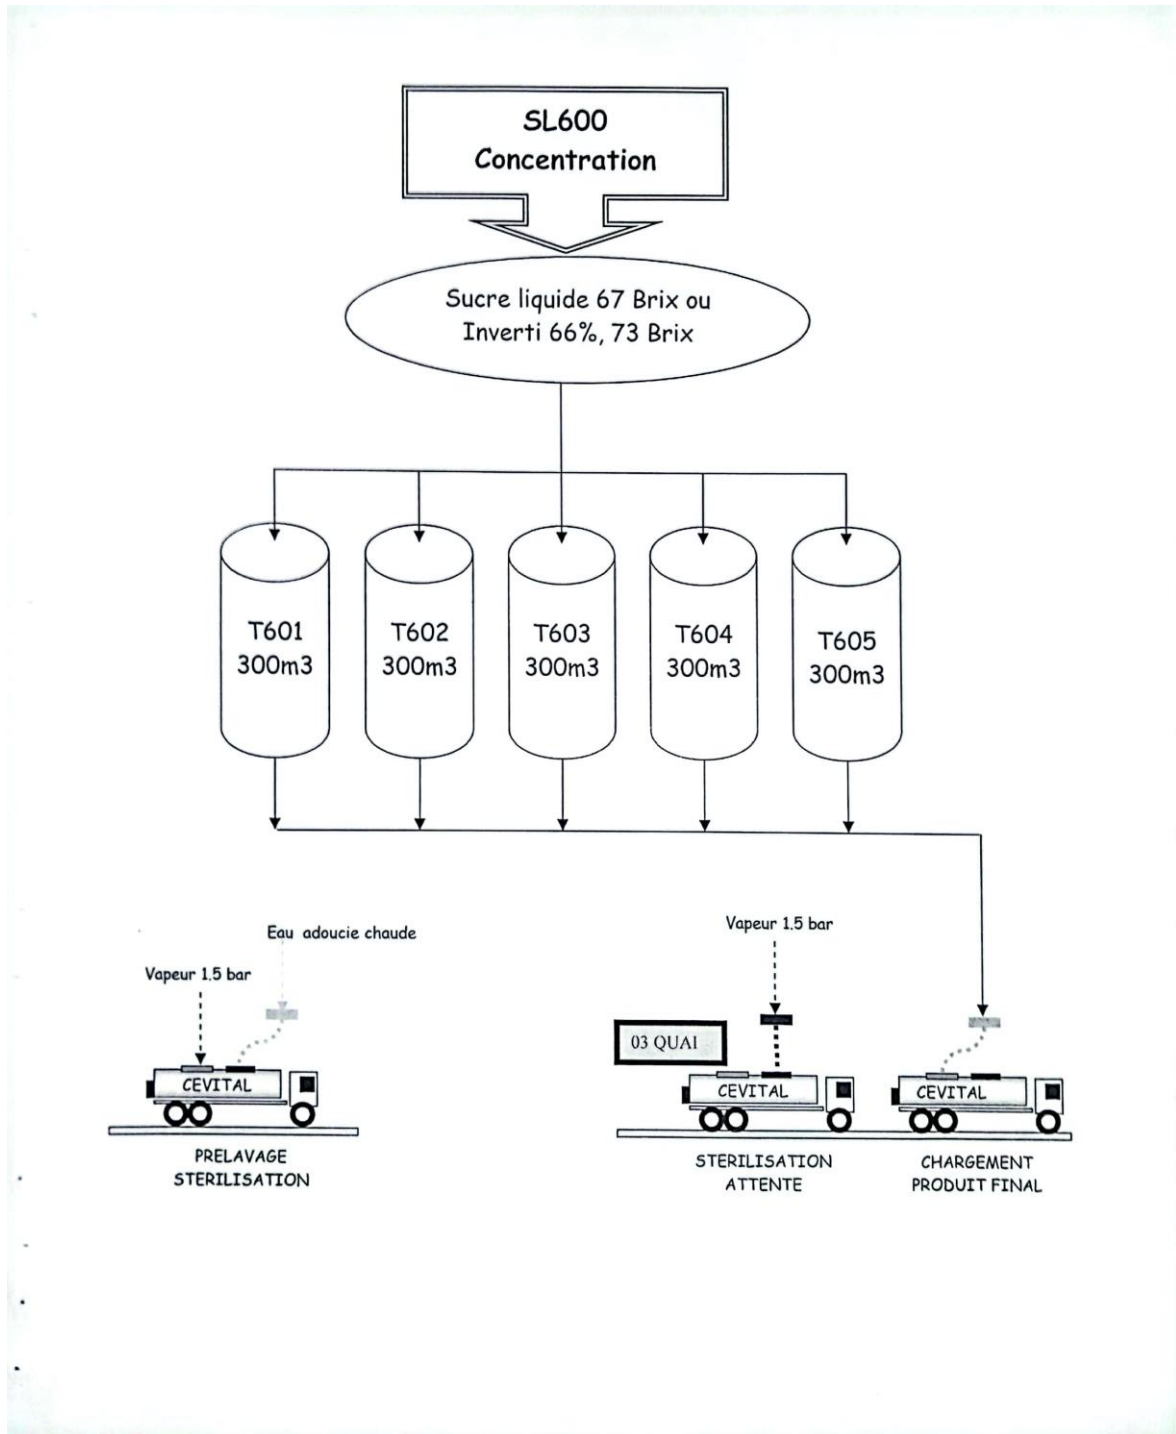 SL600
Concentration
Sucre liquide 67 Brix ou
Inverti 66%, 73 Brix
T601
300m3
T602
300m3
T603
300m3
T604
300m3
T605
300m3
Eau adoucie chaude
Vapeur 1.5 bar
CEVITAL
PRELAVAGE
STERILISATION
Vapeur 1.5 bar
03 QUAI
CEVITAL
STERILISATION
ATTENTE
CEVITAL
CHARGEMENT
PRODUIT FINAL